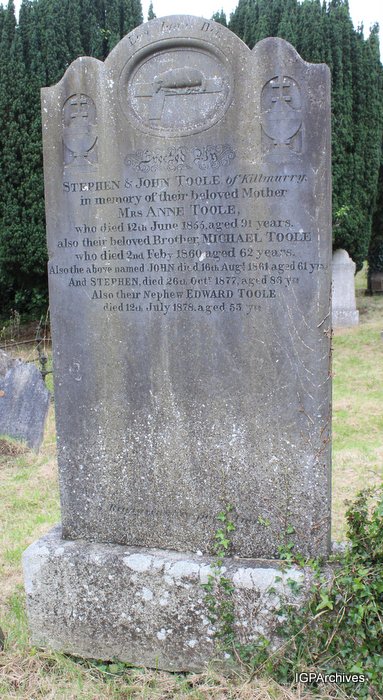 Erected By
STEPHEN & JOHN TOOLE of Kilmurry.
in memory of their beloved Mother
MRS ANNE TOOLE,
who died 12th June 1855, aged 91 years.
also their beloved Brother, MICHAEL TOOLE
who died 2nd Feby 1860 aged 62 years.
Also the above named JOHN died 16th Augt 1861 aged 61 yrs
And STEPHEN, died 26th Octr 1877, aged 85 yrs
Also their Nephew EDWARD TOOLE
died 12th July 1878, aged 53 yrs
IGPArchives